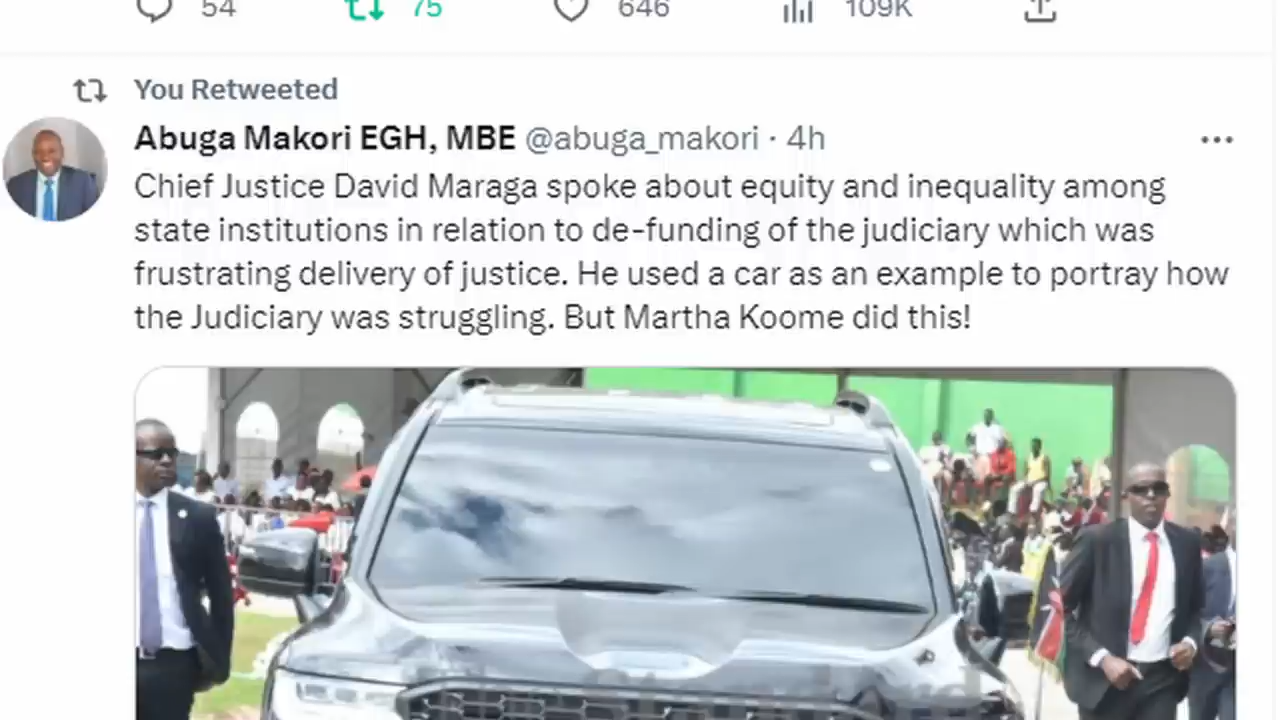 54 75 646 109K
You Retweeted
Abuga Makori EGH, MBE @abuga_makori · 4h
Chief Justice David Maraga spoke about equity and inequality among
state institutions in relation to de-funding of the judiciary which was
frustrating delivery of justice. He used a car as an example to portray how
the Judiciary was struggling. But Martha Koome did this!